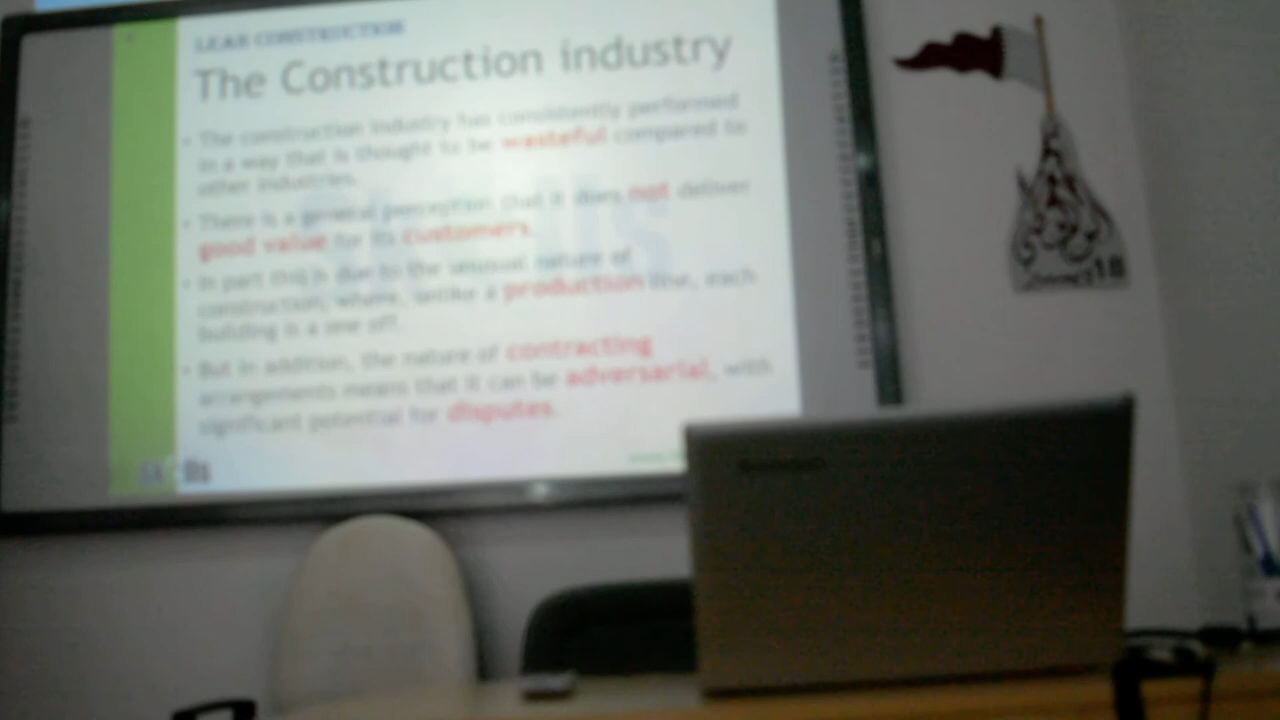 LEAN CONSTRUCTION
The Construction industry
• The construction industry has consistently performed
in a way that is thought to be wasteful compared to
other industries.
• There is a general perception that it does not deliver
good value for its customers.
• In part this is due to the unusual nature of
construction, where, unlike a production line, each
building is a one off.
• But in addition, the nature of contracting
arrangements means that it can be adversarial, with
significant potential for disputes.
18